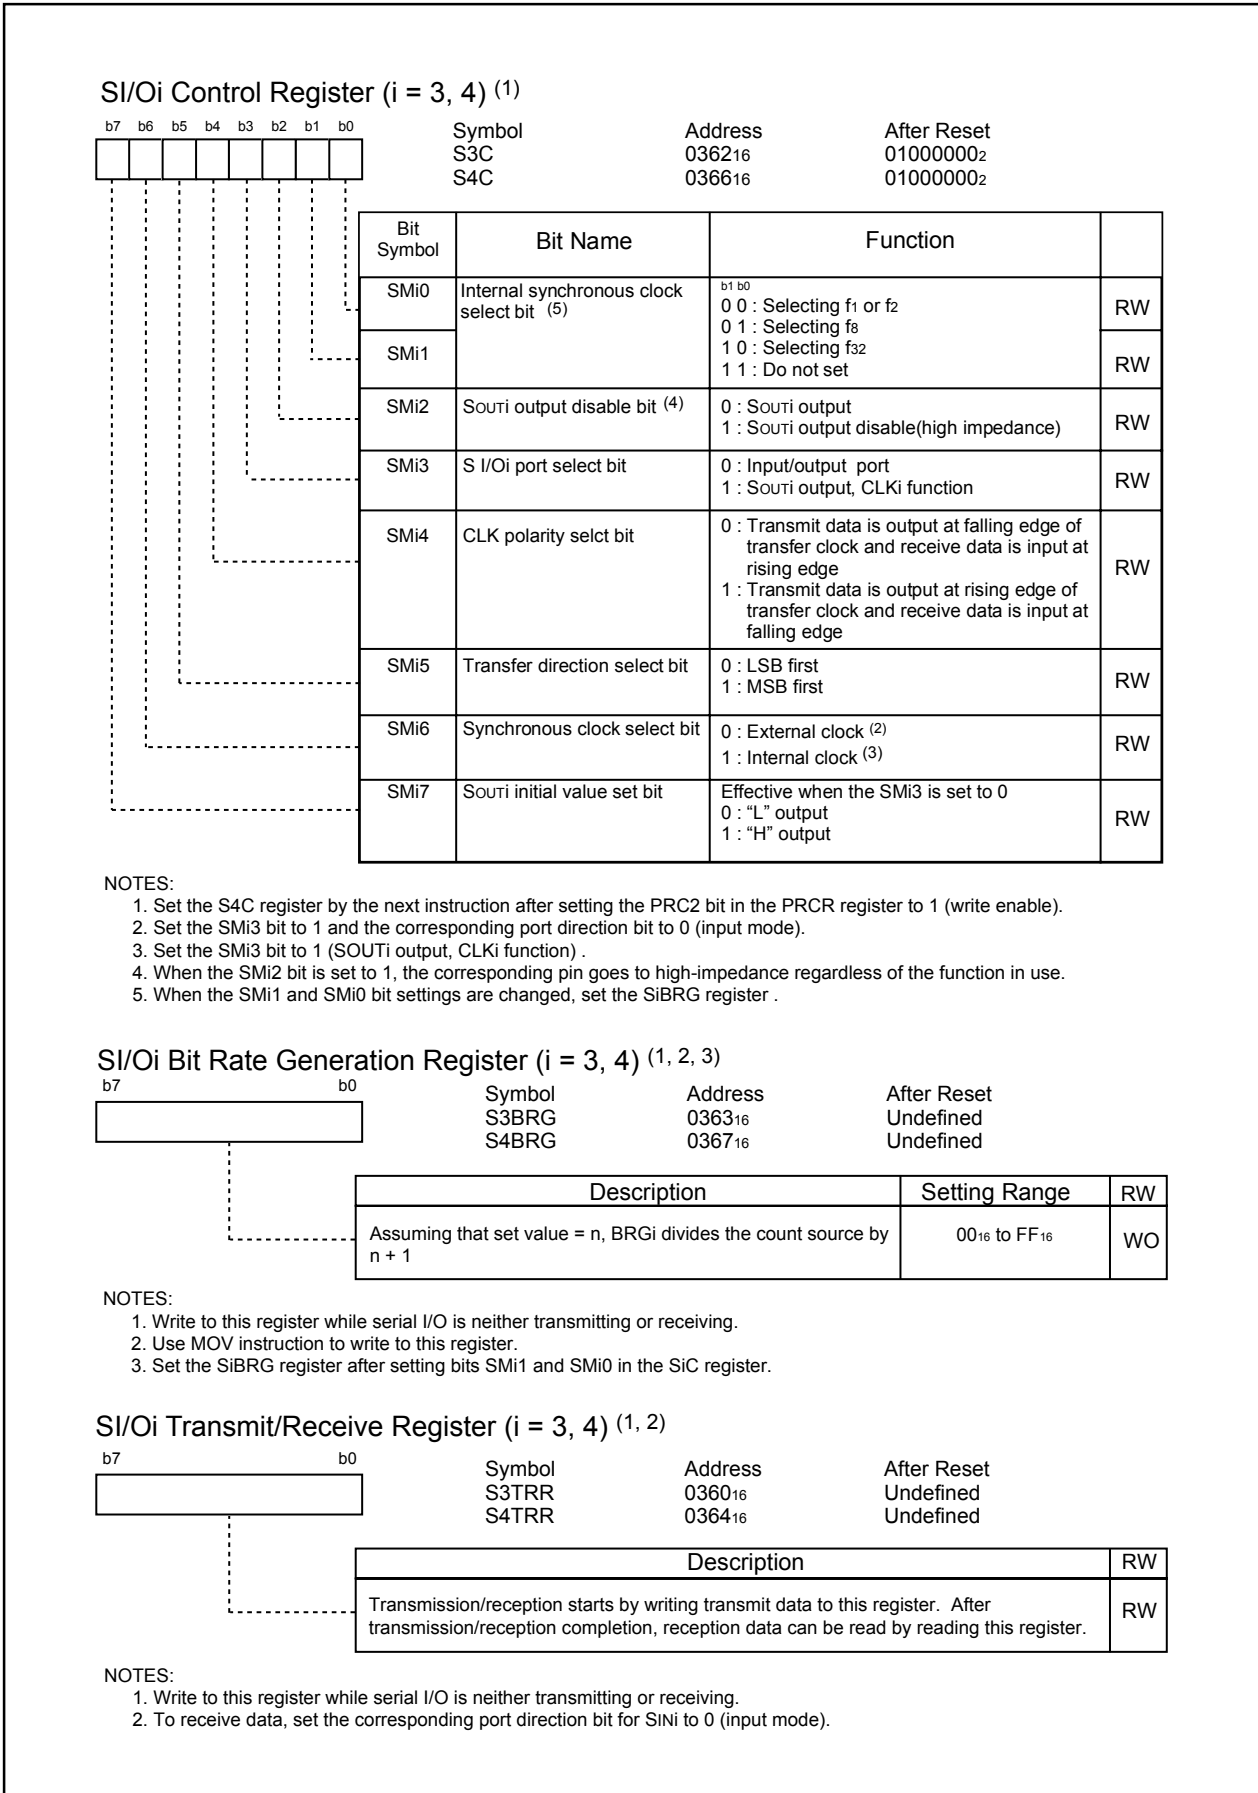 SI/Oi Control Register (i = 3, 4) (1)
b7 b6 b5 b4 b3 b2 b1 b0
Symbol Address After Reset
S3C 036216 010000002
S4C 036616 010000002
Bit Symbol Bit Name Function
SMi0 Internal synchronous clock select bit (5) b1 b0
0 0 : Selecting f1 or f2 RW
0 1 : Selecting f8
SMi1 1 0 : Selecting f32
1 1 : Do not set RW
SMi2 SOUTi output disable bit (4) 0 : SOUTi output
1 : SOUTi output disable(high impedance) RW
SMi3 S I/Oi port select bit 0 : Input/output port
1 : SOUTi output, CLKi function RW
SMi4 CLK polarity selct bit 0 : Transmit data is output at falling edge of
transfer clock and receive data is input at
rising edge RW
1 : Transmit data is output at rising edge of
transfer clock and receive data is input at
falling edge
SMi5 Transfer direction select bit 0 : LSB first
1 : MSB first RW
SMi6 Synchronous clock select bit 0 : External clock (2)
1 : Internal clock (3) RW
SMi7 SOUTi initial value set bit Effective when the SMi3 is set to 0
0 : “L” output
1 : “H” output RW
NOTES:
1. Set the S4C register by the next instruction after setting the PRC2 bit in the PRCR register to 1 (write enable).
2. Set the SMi3 bit to 1 and the corresponding port direction bit to 0 (input mode).
3. Set the SMi3 bit to 1 (SOUTi output, CLKi function) .
4. When the SMi2 bit is set to 1, the corresponding pin goes to high-impedance regardless of the function in use.
5. When the SMi1 and SMi0 bit settings are changed, set the SiBRG register .
SI/Oi Bit Rate Generation Register (i = 3, 4) (1, 2, 3)
b7 b0
Symbol Address After Reset
S3BRG 036316 Undefined
S4BRG 036716 Undefined
Description Setting Range RW
Assuming that set value = n, BRGi divides the count source by 0016 to FF16 WO
n + 1
NOTES:
1. Write to this register while serial I/O is neither transmitting or receiving.
2. Use MOV instruction to write to this register.
3. Set the SiBRG register after setting bits SMi1 and SMi0 in the SiC register.
SI/Oi Transmit/Receive Register (i = 3, 4) (1, 2)
b7 b0
Symbol Address After Reset
S3TRR 036016 Undefined
S4TRR 036416 Undefined
Description RW
Transmission/reception starts by writing transmit data to this register. After RW
transmission/reception completion, reception data can be read by reading this register.
NOTES:
1. Write to this register while serial I/O is neither transmitting or receiving.
2. To receive data, set the corresponding port direction bit for SINi to 0 (input mode).